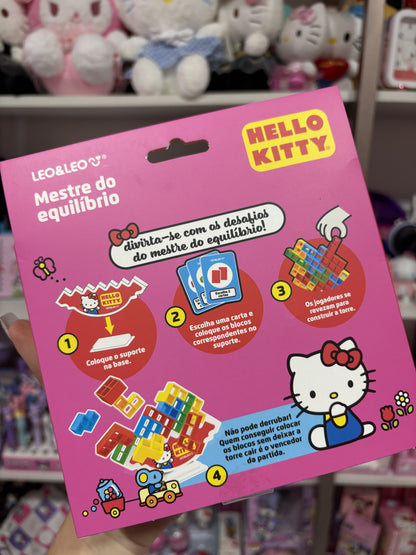 LEO&LEO
Mestre do
equilíbrio
HELLO
KITTY
divirta-se com os desafios
do mestre do equilíbrio!
HELLO
KITTY
1
Coloque o suporte
na base.
2
Escolha uma carta e
coloque os blocos
correspondentes no
suporte.
3
Os jogadores se
revezam para
construir a torre.
4
Não pode derrubar!
Quem conseguir colocar
os blocos sem deixar a
torre cair é o vencedor
da partida.